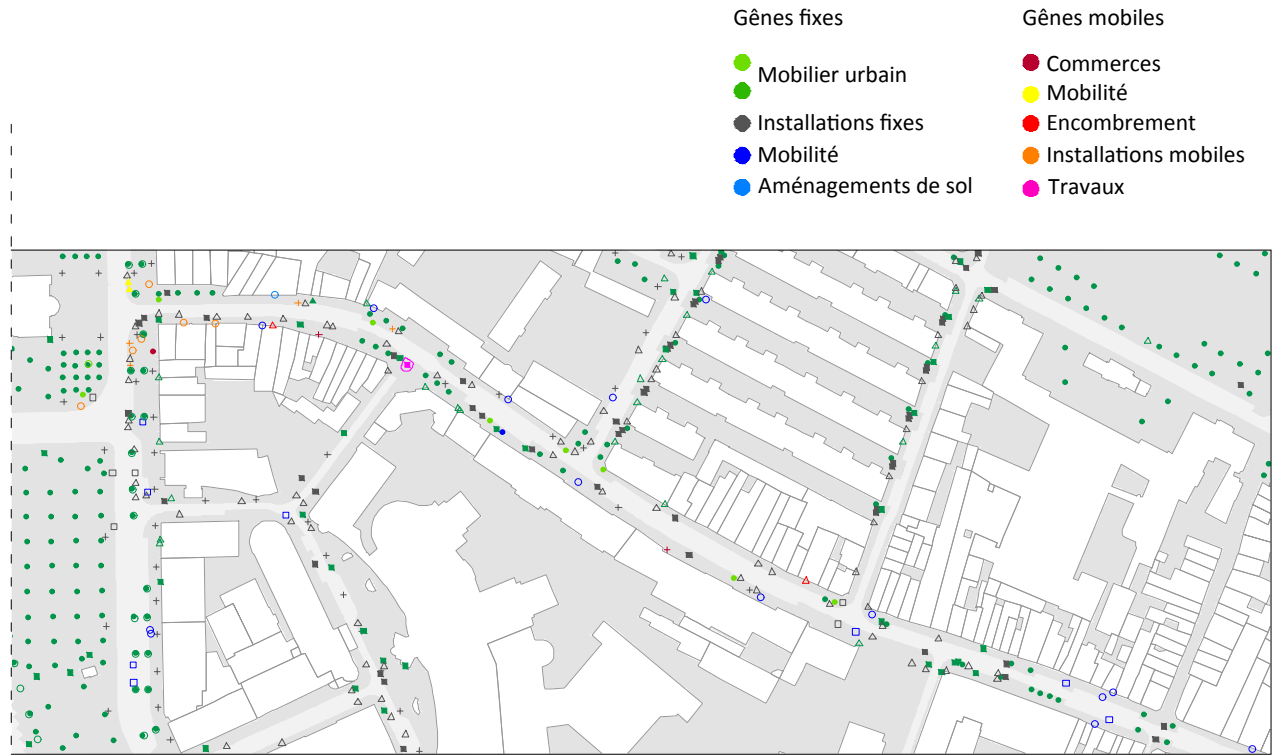 Gênes fixes
Mobilier urbain
Installations fixes
Mobilité
Aménagements de sol
Gênes mobiles
Commerces
Mobilité
Encombrement
Installations mobiles
Travaux